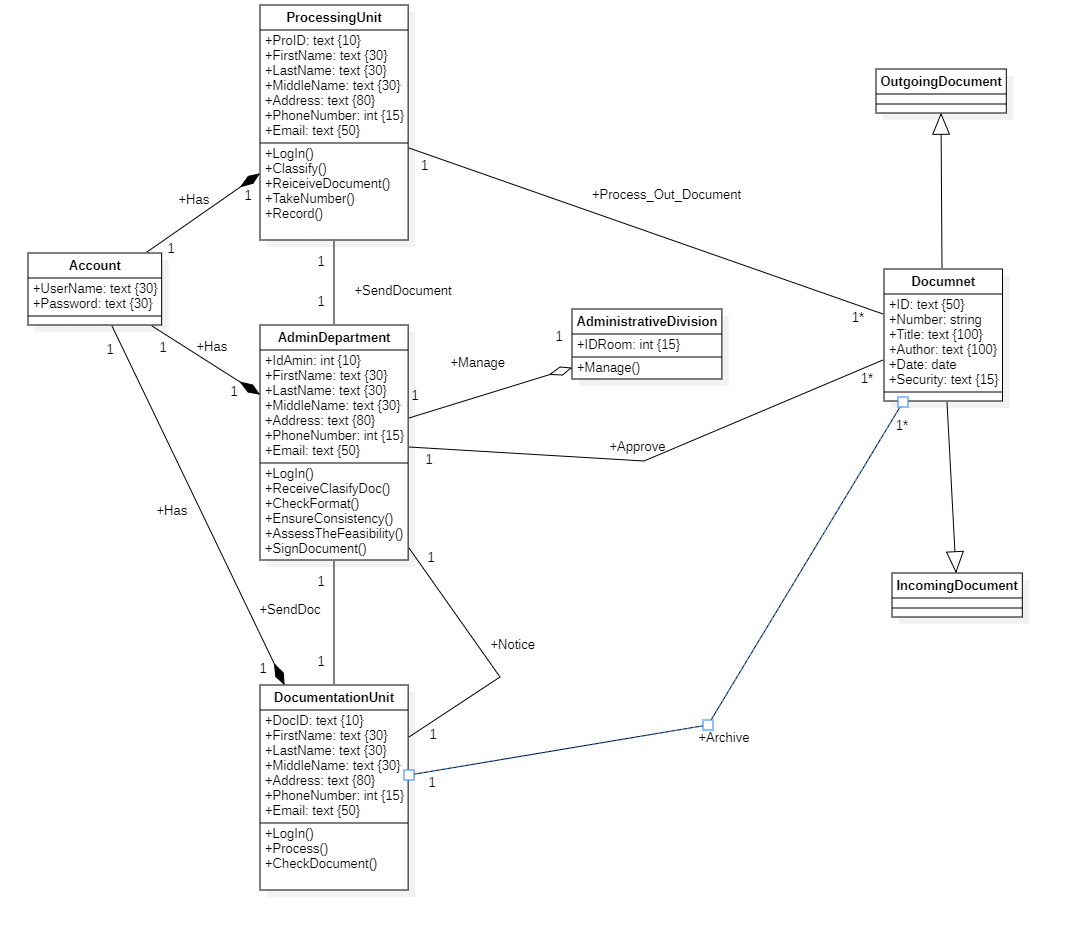 ProcessingUnit
+ProID: text {10}
+FirstName: text {30}
+LastName: text {30}
+MiddleName: text {30}
+Address: text {80}
+PhoneNumber: int {15}
+Email: text {50}
+LogIn()
+Classify()
+ReiceiveDocument()
+TakeNumber()
+Record()
OutgoingDocument
1
+Process_Out_Document
+Has
1
1
Account
+UserName: text {30}
+Password: text {30}
1
+SendDocument
1
Documnet
+ID: text {50}
+Number: string
+Title: text {100}
+Author: text {100}
+Date: date
+Security: text {15}
1*
1*
1*
AdministrativeDivision
+IDRoom: int {15}
+Manage()
1
+Manage
1
AdminDepartment
+IdAmin: int {10}
+FirstName: text {30}
+LastName: text {30}
+MiddleName: text {30}
+Address: text {80}
+PhoneNumber: int {15}
+Email: text {50}
+LogIn()
+ReceiveClasifyDoc()
+CheckFormat()
+EnsureConsistency()
+AssessTheFeasibility()
+SignDocument()
1
1
+Has
1
+Approve
1
+Has
1
1
+SendDoc
1
1
+Notice
1
IncomingDocument
DocumentationUnit
+DocID: text {10}
+FirstName: text {30}
+LastName: text {30}
+MiddleName: text {30}
+Address: text {80}
+PhoneNumber: int {15}
+Email: text {50}
+LogIn()
+Process()
+CheckDocument()
1
+Archive
1